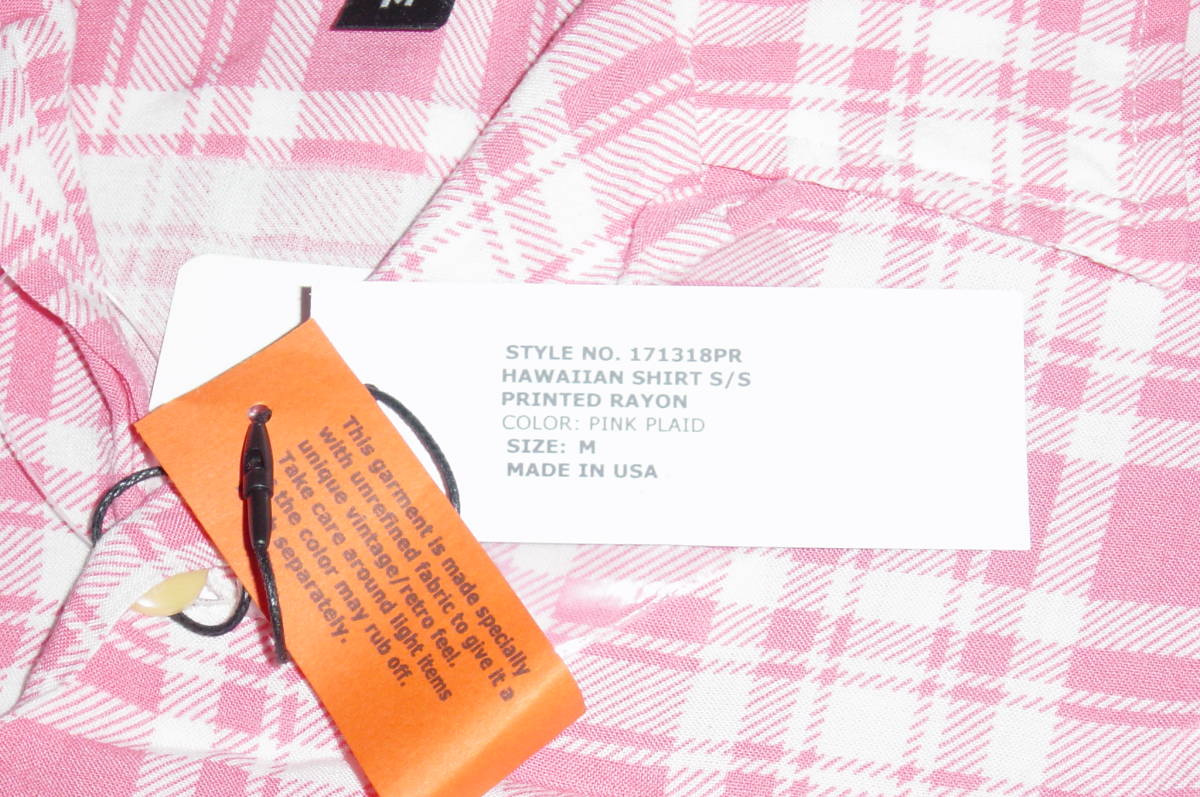 M
STYLE NO. 171318PR
HAWAIIAN SHIRT S/S
PRINTED RAYON
COLOR: PINK PLAID
SIZE: M
MADE IN USA
This garment is made specially
with unrefined fabric to give it a
unique vintage/retro feel.
Take care around light items
the color may rub off.
separately.